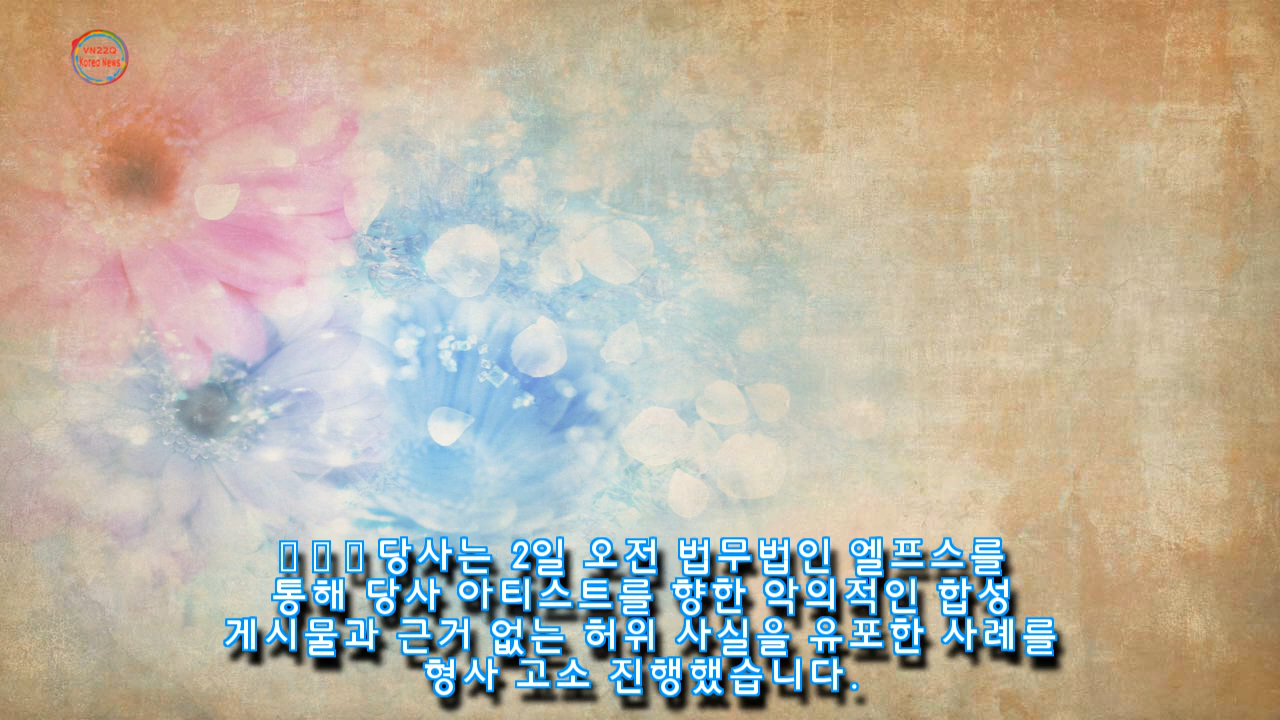 VN22Q
Korea News
당사는 2일 오전 법무법인 엘프스를
통해 당사 아티스트를 향한 악의적인 합성
게시물과 근거 없는 허위 사실을 유포한 사례를
형사 고소 진행했습니다.